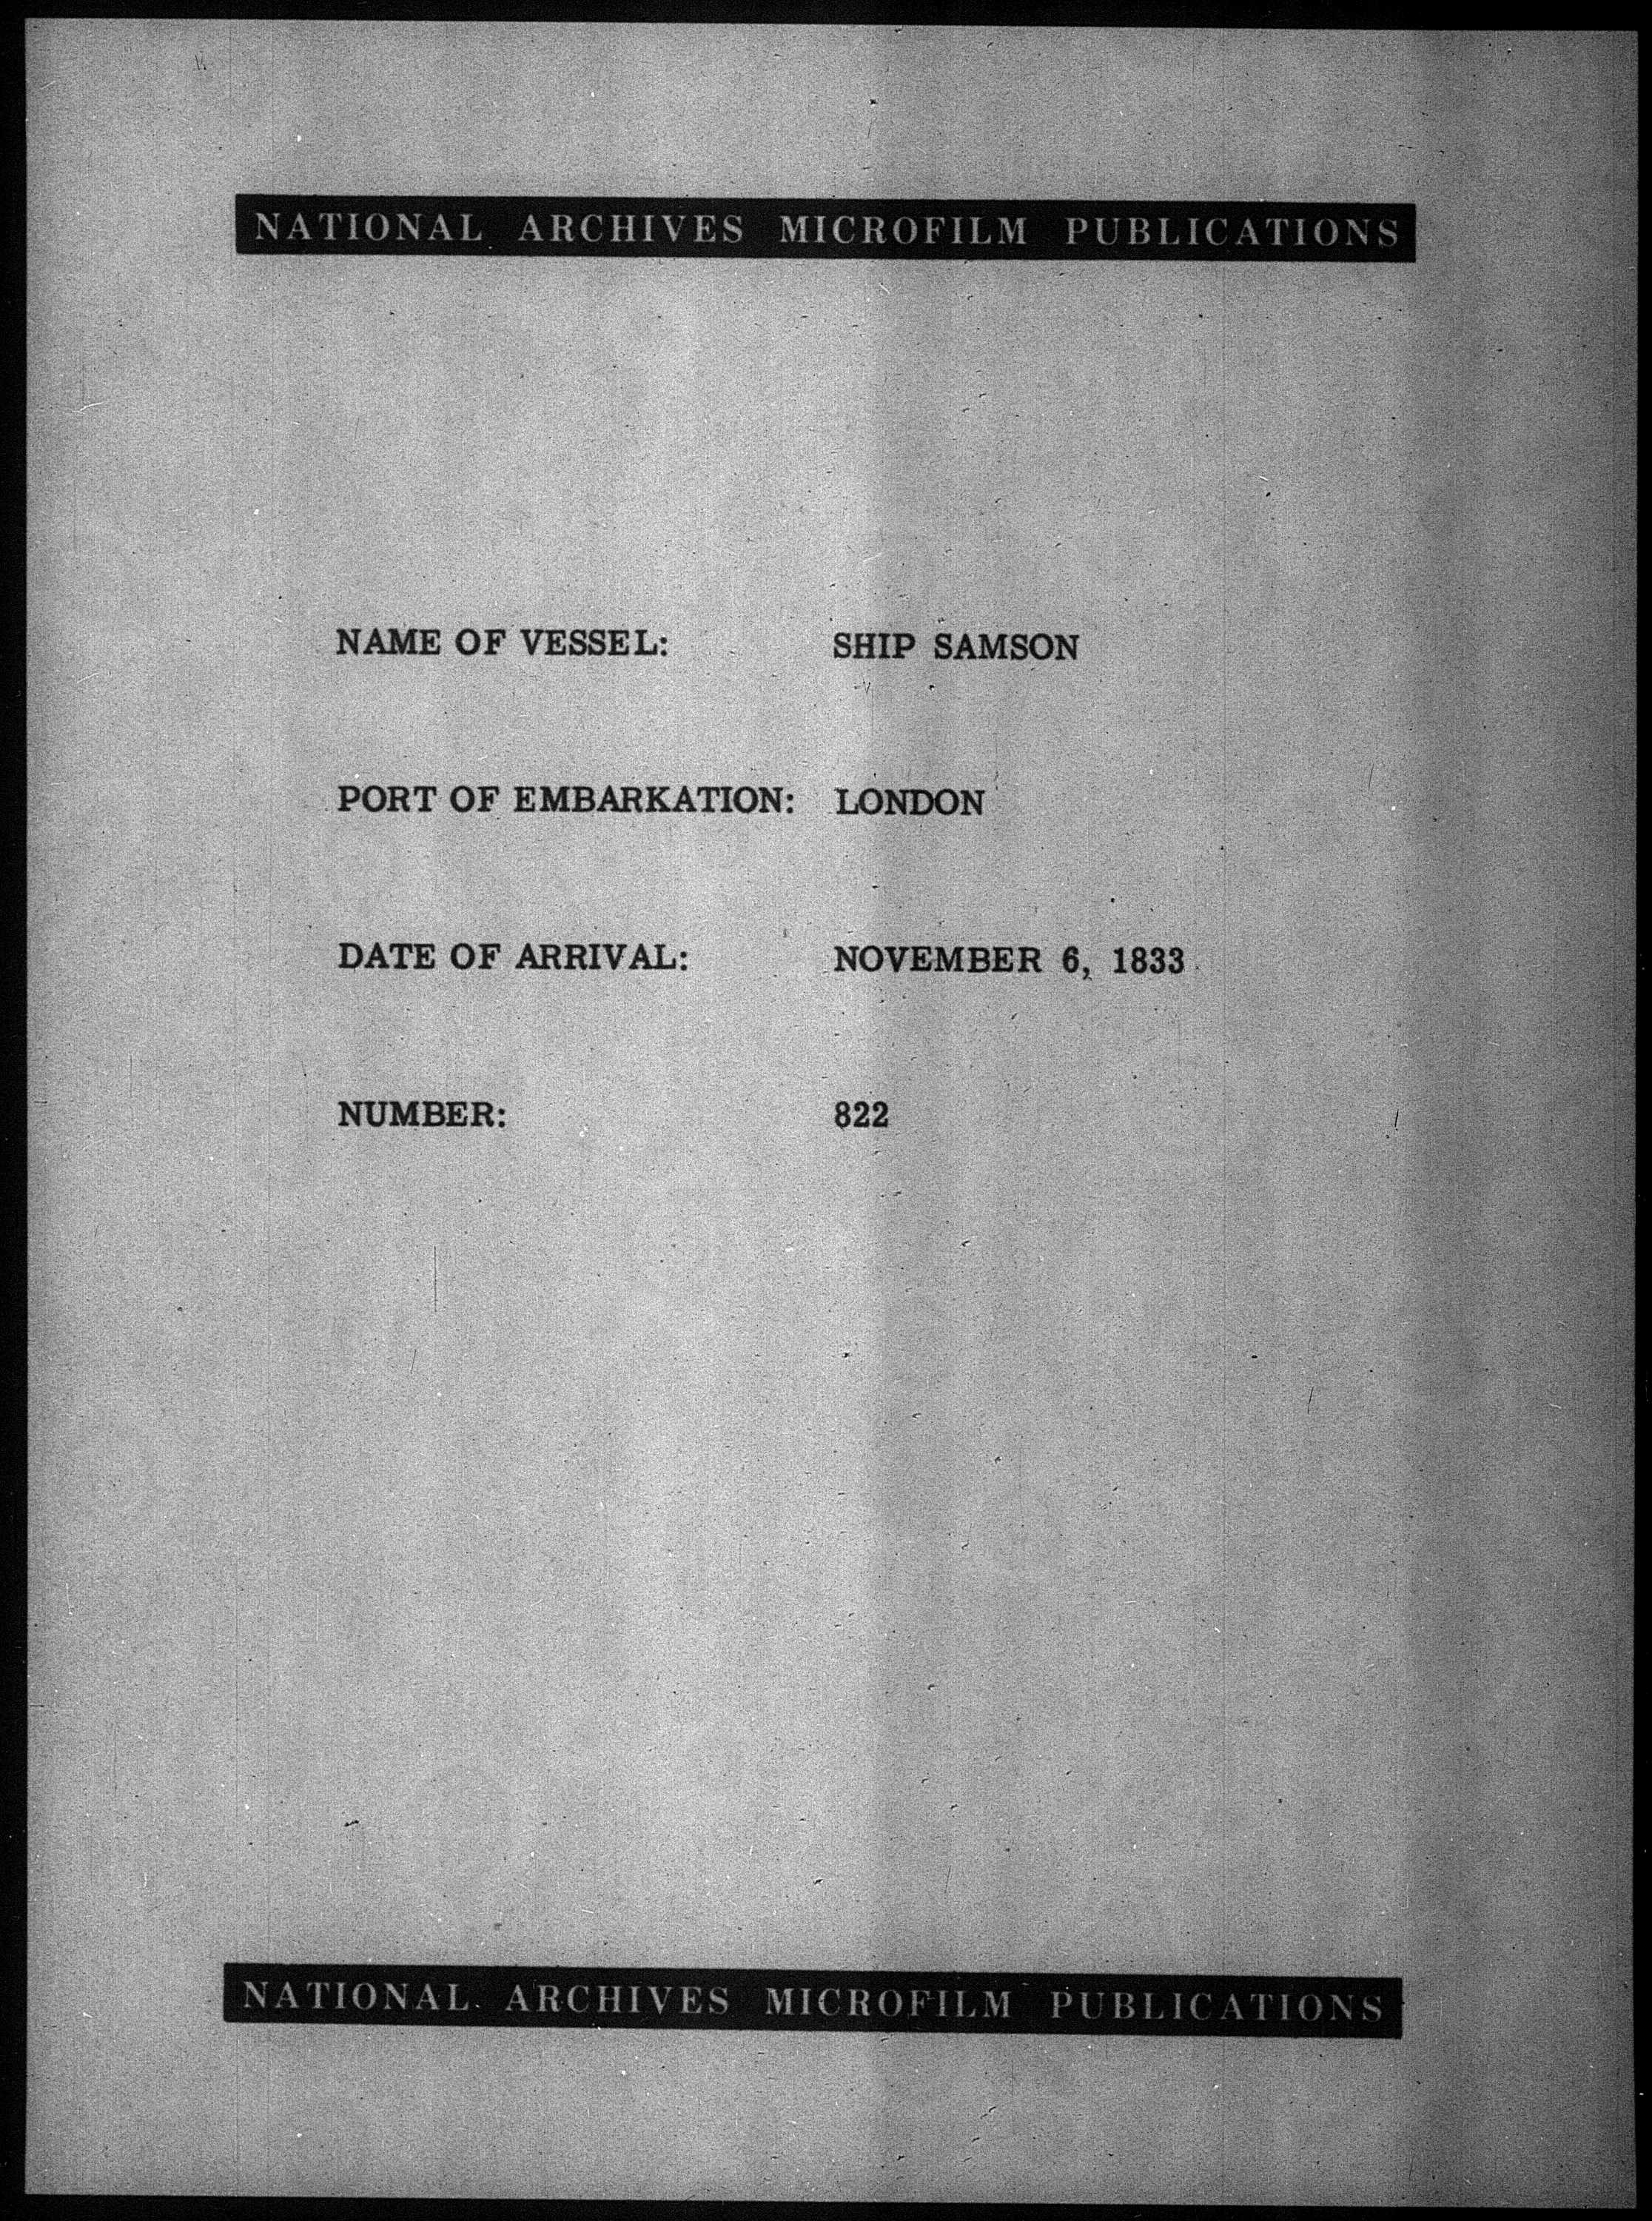 NATIONAL ARCHIVES MICROFILM PUBLICATIONS
NAME OF VESSEL: SHIP SAMSON
PORT OF EMBARKATION: LONDON
DATE OF ARRIVAL: NOVEMBER 6, 1833
NUMBER: 822
NATIONAL ARCHIVES MICROFILM PUBLICATIONS